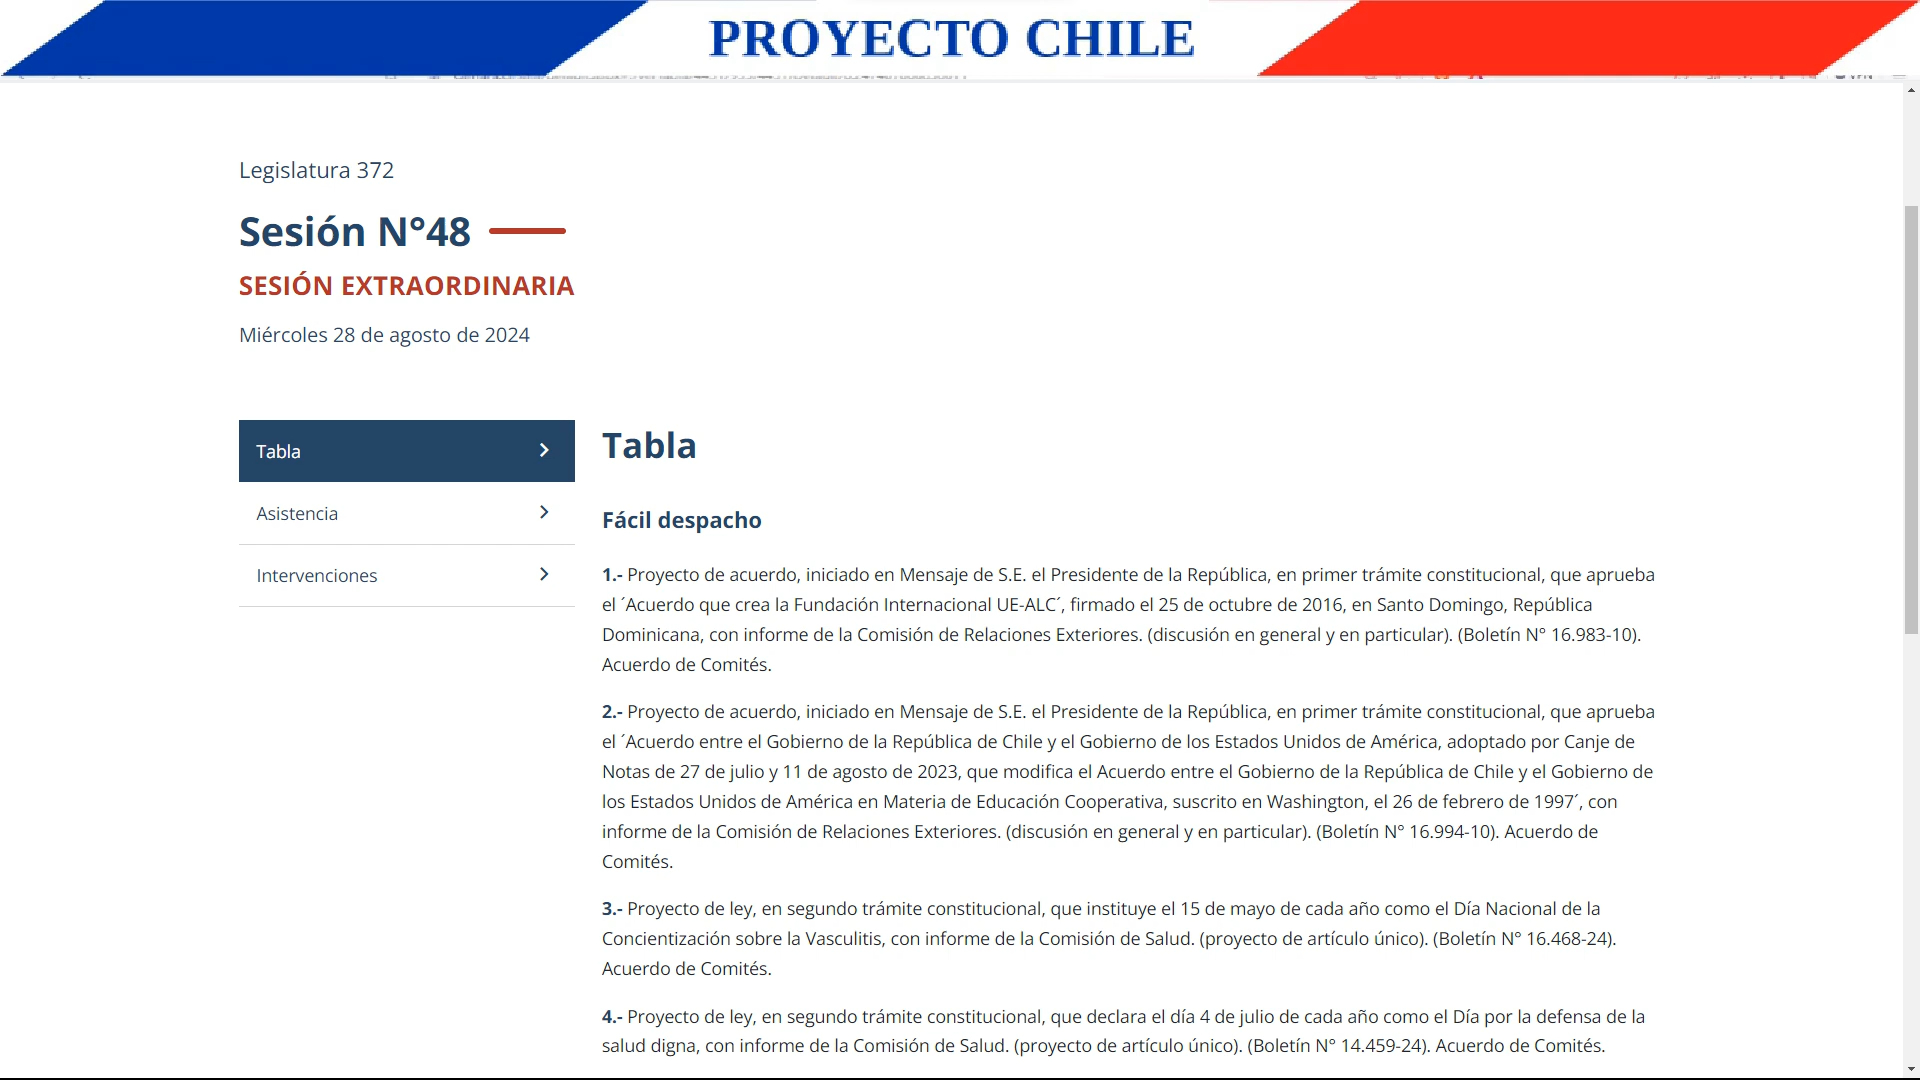 PROYECTO CHILE
Legislatura 372
Sesión N°48
SESIÓN EXTRAORDINARIA
Miércoles 28 de agosto de 2024
Tabla
Asistencia
Intervenciones
Tabla
Fácil despacho
1.- Proyecto de acuerdo, iniciado en Mensaje de S.E. el Presidente de la República, en primer trámite constitucional, que aprueba
el ´Acuerdo que crea la Fundación Internacional UE-ALC´, firmado el 25 de octubre de 2016, en Santo Domingo, República
Dominicana, con informe de la Comisión de Relaciones Exteriores. (discusión en general y en particular). (Boletín N° 16.983-10).
Acuerdo de Comités.
2.- Proyecto de acuerdo, iniciado en Mensaje de S.E. el Presidente de la República, en primer trámite constitucional, que aprueba
el ´Acuerdo entre el Gobierno de la República de Chile y el Gobierno de los Estados Unidos de América, adoptado por Canje de
Notas de 27 de julio y 11 de agosto de 2023, que modifica el Acuerdo entre el Gobierno de la República de Chile y el Gobierno de
los Estados Unidos de América en Materia de Educación Cooperativa, suscrito en Washington, el 26 de febrero de 1997´, con
informe de la Comisión de Relaciones Exteriores. (discusión en general y en particular). (Boletín N° 16.994-10). Acuerdo de
Comités.
3.- Proyecto de ley, en segundo trámite constitucional, que instituye el 15 de mayo de cada año como el Día Nacional de la
Concientización sobre la Vasculitis, con informe de la Comisión de Salud. (proyecto de artículo único). (Boletín N° 16.468-24).
Acuerdo de Comités.
4.- Proyecto de ley, en segundo trámite constitucional, que declara el día 4 de julio de cada año como el Día por la defensa de la
salud digna, con informe de la Comisión de Salud. (proyecto de artículo único). (Boletín N° 14.459-24). Acuerdo de Comités.